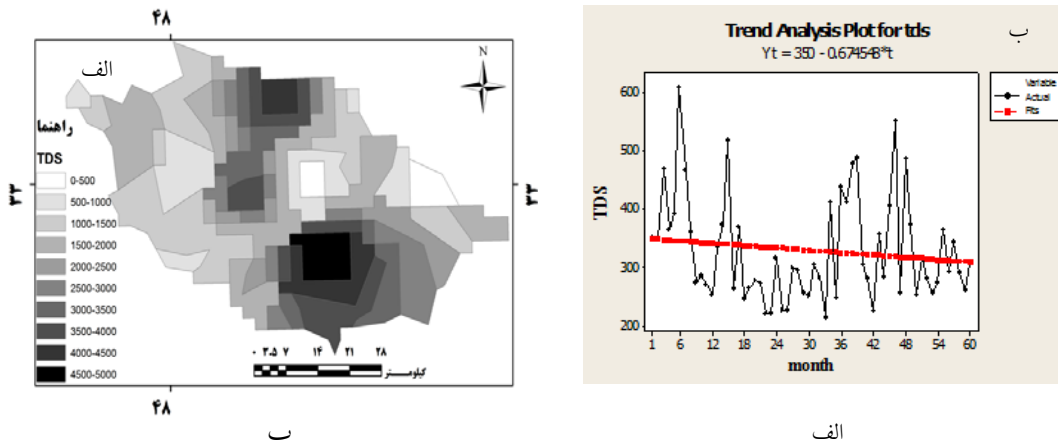 ۴۸
الف
N
راهنما
TDS
0-500
500-1000
1000-1500
1500-2000
2000-2500
2500-3000
3000-3500
3500-4000
4000-4500
4500-5000
۳۳
۳۳
۰ ۳.۵ ۷ ۱۴ ۲۱ ۲۸
کیلومتر
۴۸
ب
Trend Analysis Plot for tds
ب
Yt = 350 - 0.674548*t
Variable
Actual
Fits
TDS
600
500
400
300
200
1 6 12 18 24 30 36 42 48 54 60
month
الف